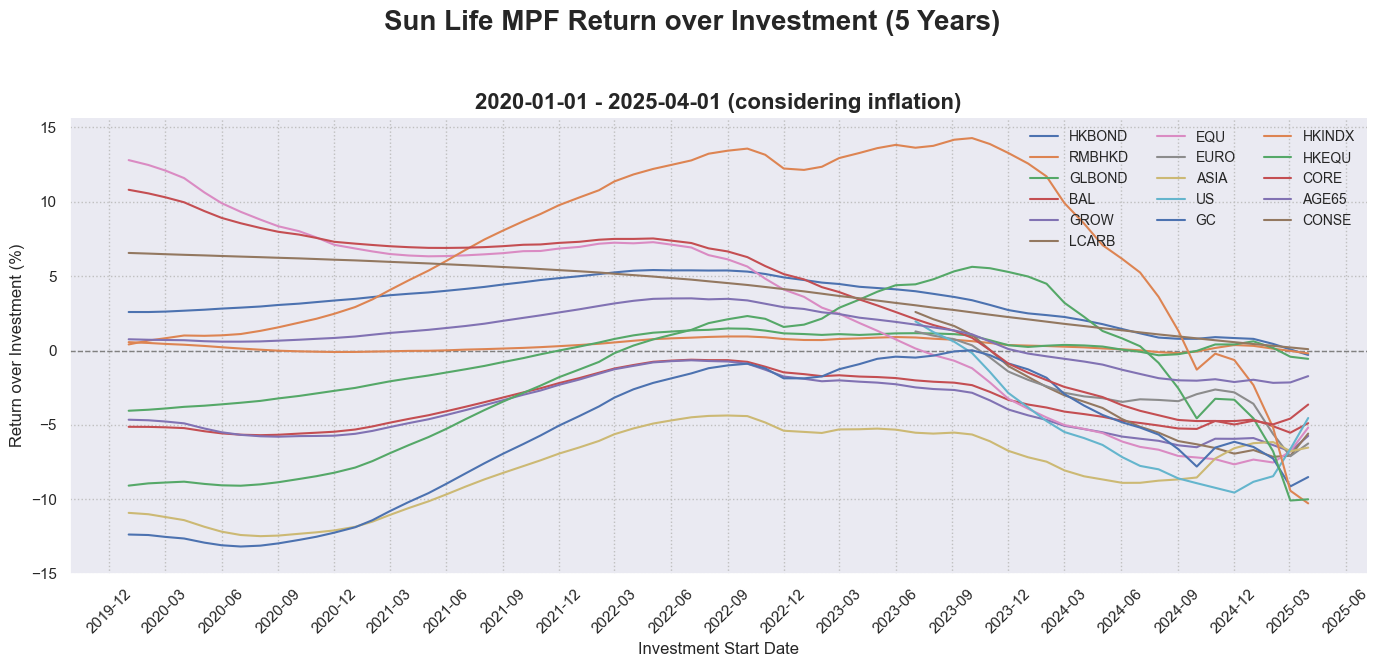 Sun Life MPF Return over Investment (5 Years)
2020-01-01 - 2025-04-01 (considering inflation)
Return over Investment (%)
15
10
5
0
−5
−10
−15
HKBOND
RMBHKD
GLBOND
BAL
GROW
LCARB
EQU
EURO
ASIA
US
GC
HKINDX
HKEQU
CORE
AGE65
CONSE
2019-12
2020-03
2020-06
2020-09
2020-12
2021-03
2021-06
2021-09
2021-12
2022-03
2022-06
2022-09
2022-12
2023-03
2023-06
2023-09
2023-12
2024-03
2024-06
2024-09
2024-12
2025-03
2025-06
Investment Start Date